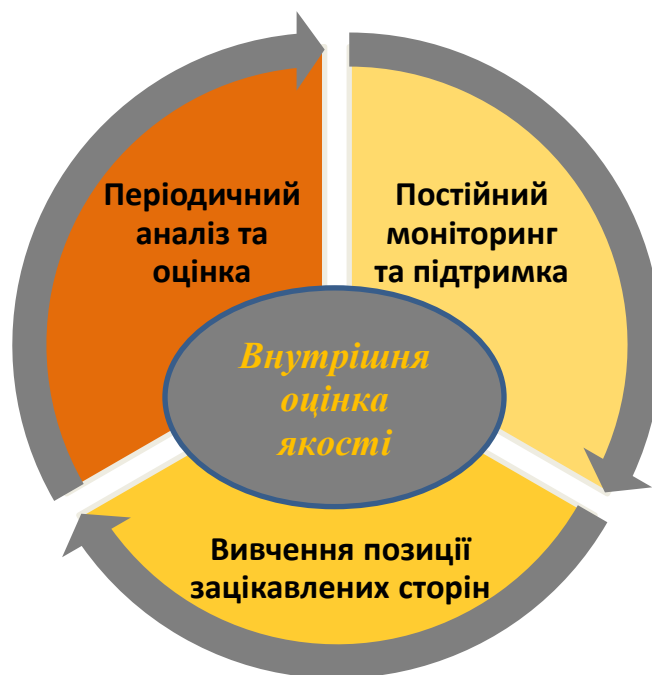 Періодичний
аналіз та
оцінка
Постійний
моніторинг
та підтримка
Внутрішня
оцінка
якості
Вивчення позиції
зацікавлених сторін